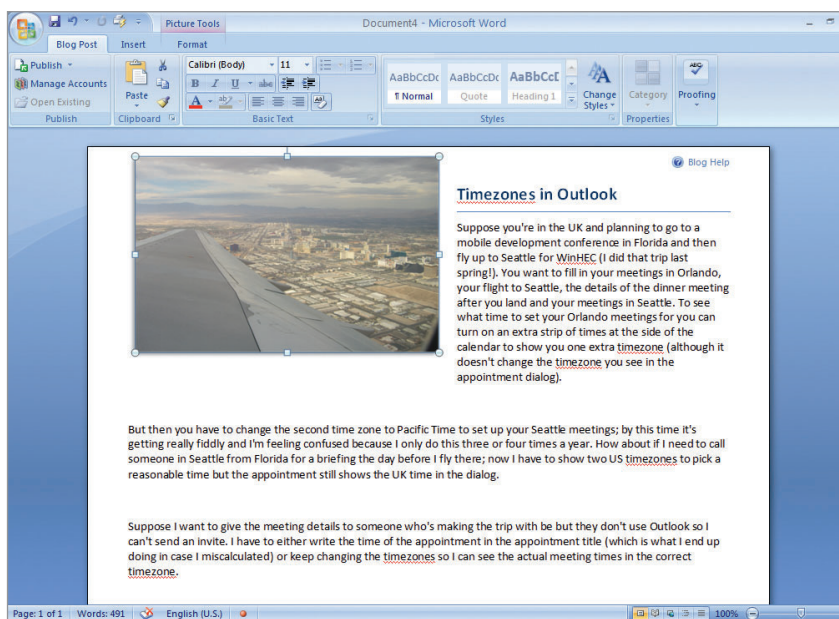 Picture Tools
Document4 - Microsoft Word
Blog Post Insert Format
Publish
Manage Accounts
Open Existing
Publish
Paste
Clipboard
Calibri (Body) 11
B I U abc
A ab
Basic Text
AaBbCcDc AaBbCcDc AaBbCcD
¶ Normal Quote Heading 1
Change
Styles
Styles
Category
Properties
ABC
Proofing
Blog Help
Timezones in Outlook
Suppose you're in the UK and planning to go to a
mobile development conference in Florida and then
fly up to Seattle for WinHEC (I did that trip last
spring!). You want to fill in your meetings in Orlando,
your flight to Seattle, the details of the dinner meeting
after you land and your meetings in Seattle. To see
what time to set your Orlando meetings for you can
turn on an extra strip of times at the side of the
calendar to show you one extra timezone (although it
doesn't change the timezone you see in the
appointment dialog).
But then you have to change the second time zone to Pacific Time to set up your Seattle meetings; by this time it's
getting really fiddly and I'm feeling confused because I only do this three or four times a year. How about if I need to call
someone in Seattle from Florida for a briefing the day before I fly there; now I have to show two US timezones to pick a
reasonable time but the appointment still shows the UK time in the dialog.
Suppose I want to give the meeting details to someone who's making the trip with be but they don't use Outlook so I
can't send an invite. I have to either write the time of the appointment in the appointment title (which is what I end up
doing in case I miscalculated) or keep changing the timezones so I can see the actual meeting times in the correct
timezone.
Page: 1 of 1 Words: 491 English (U.S.) 100%